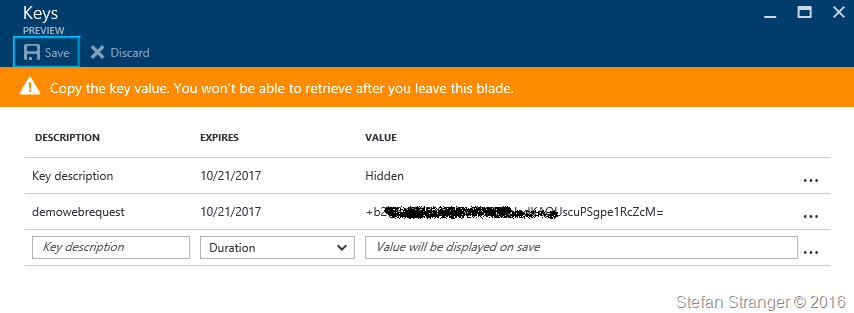 Keys
PREVIEW
Save Discard
Copy the key value. You won't be able to retrieve after you leave this blade.
DESCRIPTION EXPIRES VALUE
Key description 10/21/2017 Hidden ...
demowebrequest 10/21/2017 +b2 UscuPSgpe1RcZcM= ...
Key description Duration Value will be displayed on save ...
Stefan Stranger © 2016